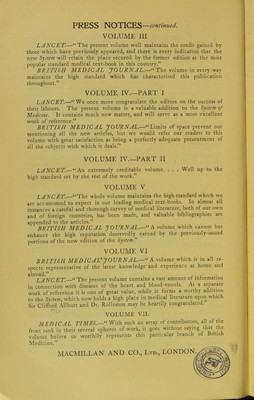 PRESS NOTICES—continued.
VOLUME III
LANCET.—"The present volume well maintains the credit gained by
those which have previously appeared, and there is every indication that the
new System will retain the place secured by the former edition as the most
popular standard medical text-book in this country."
BRITISH MEDICAL JOURNAL.—"The volume in every way
maintains the high standard which has characterised this publication
throughout."
VOLUME IV.—PART I
LANCET.—"We once more congratulate the editors on the success of
their labours. The present volume is a valuable addition to the System of
Medicine. It contains much new matter, and will serve as a most excellent
work of reference."
BRITISH MEDICAL JOURNAL.—"Limits of space prevent our
mentioning all the new articles, but we would refer our readers to this
volume with great satisfaction as being a perfectly adequate presentment of
all the subjects with which it deals."
VOLUME IV.—PART II
LANCET.—"An extremely creditable volume. . . . Well up to the
high standard set by the rest of the work."
VOLUME V
LANCET.—"The whole volume maintains the high standard which we
are accustomed to expect in our leading medical text-books. In almost all
instances a careful and thorough survey of medical literature, both of our own
and of foreign countries, has been made, and valuable bibliographies are
appended to the articles."
BRITISH MEDICAL JOURNAL.—"A volume which cannot but
enhance the high reputation deservedly earned by the previously-issued
portions of the new edition of the System."
VOLUME VI
BRITISH MEDICAL JOURNAL.—"A volume which is in all re-
spects representative of the latest knowledge and experience at home and
abroad."
LANCET.—"The present volume contains a vast amount of information
in connection with diseases of the heart and blood-vessels. As a separate
work of reference it is one of great value, while it forms a worthy addition
to the System, which now holds a high place in medical literature upon which
Sir Clifford Allbutt and Dr. Rolleston may be heartily congratulated."
VOLUME VII.
MEDICAL TIMES.—"With such an array of contributors, all of the
front rank in their several spheres of work, it goes without saying that the
volume before us worthily represents this particular branch of British
Medicine."
MACMILLAN AND CO., LTD., LONDON.